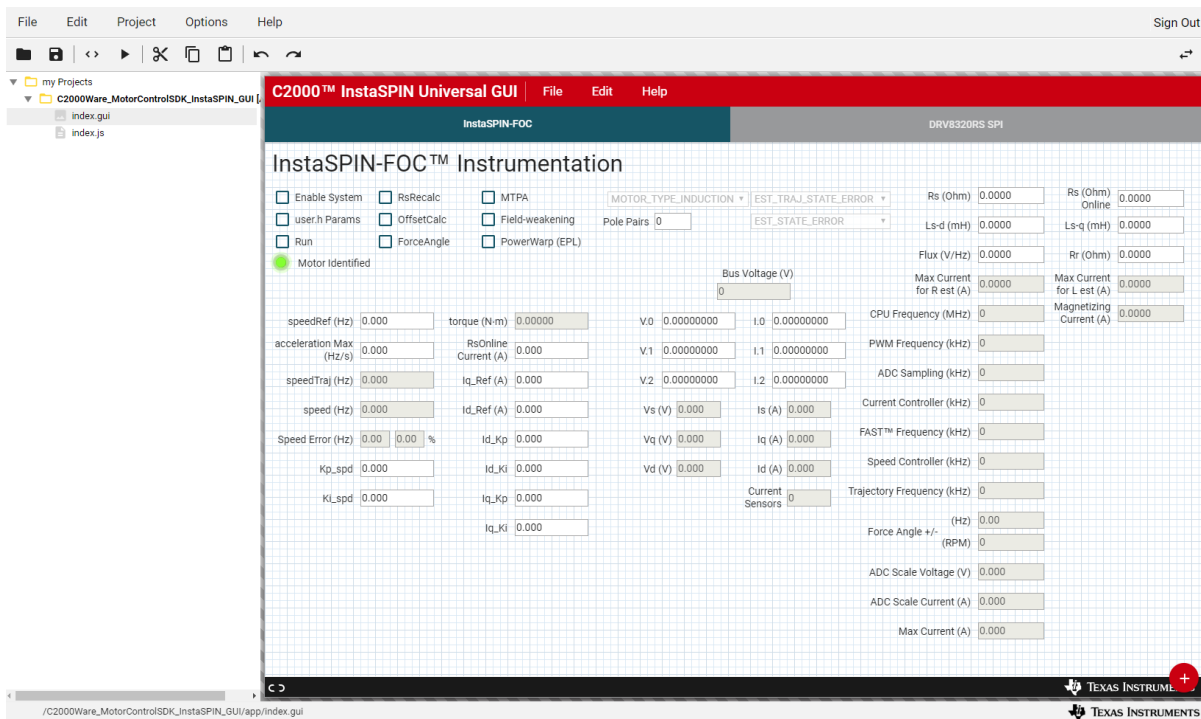 File Edit Project Options Help Sign Out
my Projects
C2000Ware_MotorControlSDK_InstaSPIN_GUI [
index.gui
index.js
C2000™ InstaSPIN Universal GUI File Edit Help
InstaSPIN-FOC DRV8320RS SPI
InstaSPIN-FOC™ Instrumentation
Enable System RsRecalc MTPA MOTOR_TYPE_INDUCTION EST_TRAJ_STATE_ERROR Rs (Ohm) 0.0000 Rs (Ohm) Online 0.0000
user.h Params OffsetCalc Field-weakening Pole Pairs 0 EST_STATE_ERROR Ls-d (mH) 0.0000 Ls-q (mH) 0.0000
Run ForceAngle PowerWarp (EPL) Flux (V/Hz) 0.0000 Rr (Ohm) 0.0000
Motor Identified
Bus Voltage (V) 0 Max Current for R est (A) 0.0000 Max Current for L est (A) 0.0000
speedRef (Hz) 0.000 torque (N·m) 0.00000 V.0 0.00000000 I.0 0.00000000 CPU Frequency (MHz) 0 Magnetizing Current (A) 0.0000
acceleration Max (Hz/s) 0.000 RsOnline Current (A) 0.000 V.1 0.00000000 I.1 0.00000000 PWM Frequency (kHz) 0
speedTraj (Hz) 0.000 Iq_Ref (A) 0.000 V.2 0.00000000 I.2 0.00000000 ADC Sampling (kHz) 0
speed (Hz) 0.000 Id_Ref (A) 0.000 Vs (V) 0.000 Is (A) 0.000 Current Controller (kHz) 0
Speed Error (Hz) 0.00 0.00 % Id_Kp 0.000 Vq (V) 0.000 Iq (A) 0.000 FAST™ Frequency (kHz) 0
Kp_spd 0.000 Id_Ki 0.000 Vd (V) 0.000 Id (A) 0.000 Speed Controller (kHz) 0
Ki_spd 0.000 Iq_Kp 0.000 Current Sensors 0 Trajectory Frequency (kHz) 0
Iq_Ki 0.000 Force Angle +/- (Hz) 0.00
(RPM) 0
ADC Scale Voltage (V) 0.000
ADC Scale Current (A) 0.000
Max Current (A) 0.000
TEXAS INSTRUME
/C2000Ware_MotorControlSDK_InstaSPIN_GUI/app/index.gui TEXAS INSTRUMENTS